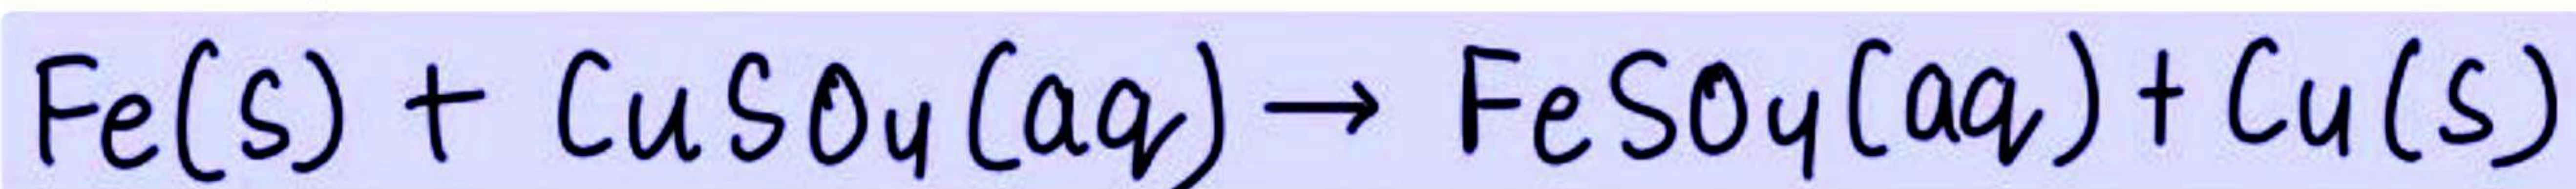 Fe(s) + CuSO₄(aq) → FeSO₄(aq) + Cu(s)